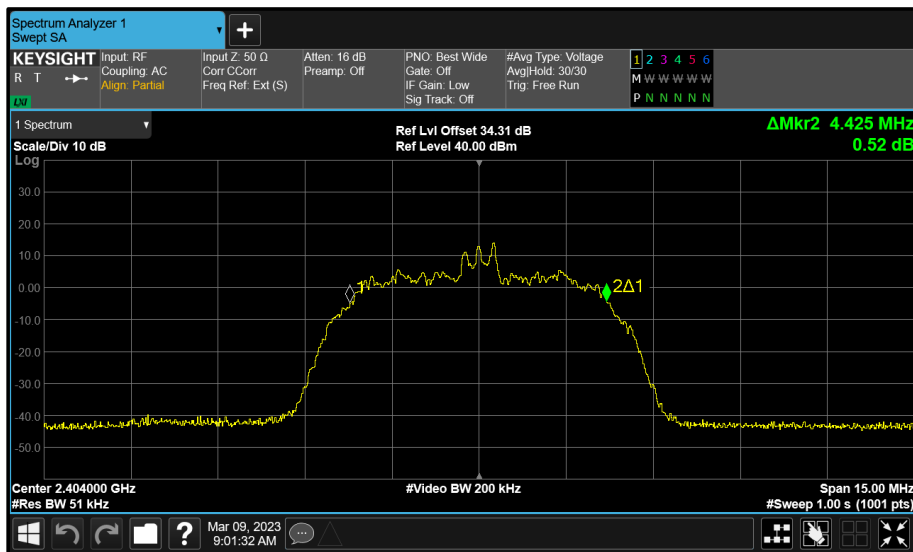 Spectrum Analyzer 1
Swept SA
KEYSIGHT
R T
LXI
Input: RF
Coupling: AC
Align: Partial
Input Z: 50 Ω
Corr CCorr
Freq Ref: Ext (S)
Atten: 16 dB
Preamp: Off
PNO: Best Wide
Gate: Off
IF Gain: Low
Sig Track: Off
#Avg Type: Voltage
Avg|Hold: 30/30
Trig: Free Run
1 2 3 4 5 6
M W W W W W
P N N N N N
1 Spectrum
Scale/Div 10 dB
Log
Ref Lvl Offset 34.31 dB
Ref Level 40.00 dBm
ΔMkr2 4.425 MHz
0.52 dB
30.0
20.0
10.0
0.00
-10.0
-20.0
-30.0
-40.0
-50.0
1
2Δ1
Center 2.404000 GHz
#Res BW 51 kHz
#Video BW 200 kHz
Span 15.00 MHz
#Sweep 1.00 s (1001 pts)
?
Mar 09, 2023
9:01:32 AM